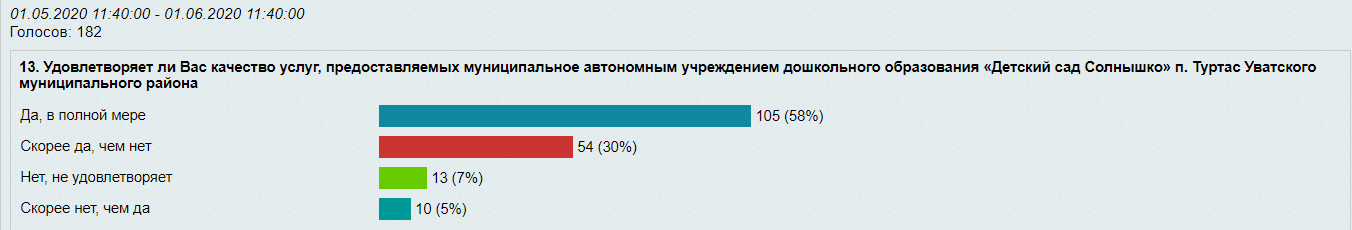 01.05.2020 11:40:00 - 01.06.2020 11:40:00
Голосов: 182
13. Удовлетворяет ли Вас качество услуг, предоставляемых муниципальное автономным учреждением дошкольного образования «Детский сад Солнышко» п. Туртас Уватского
муниципального района
Да, в полной мере 105 (58%)
Скорее да, чем нет 54 (30%)
Нет, не удовлетворяет 13 (7%)
Скорее нет, чем да 10 (5%)